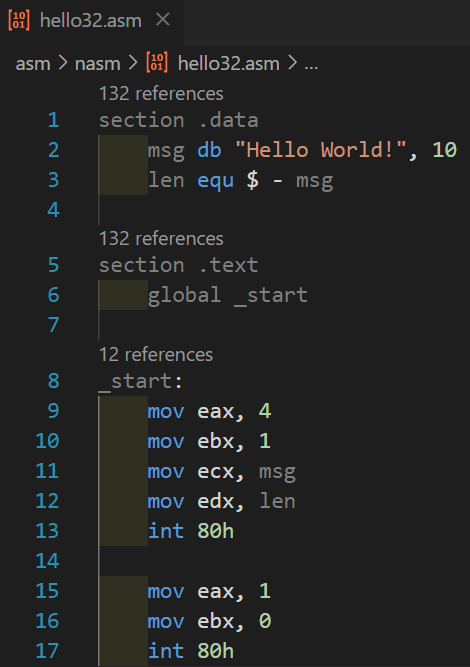 hello32.asm
asm > nasm > hello32.asm > ...
132 references
1 section .data
2     msg db "Hello World!", 10
3     len equ $ - msg
4
132 references
5 section .text
6     global _start
7
12 references
8 _start:
9     mov eax, 4
10     mov ebx, 1
11     mov ecx, msg
12     mov edx, len
13     int 80h
14
15     mov eax, 1
16     mov ebx, 0
17     int 80h